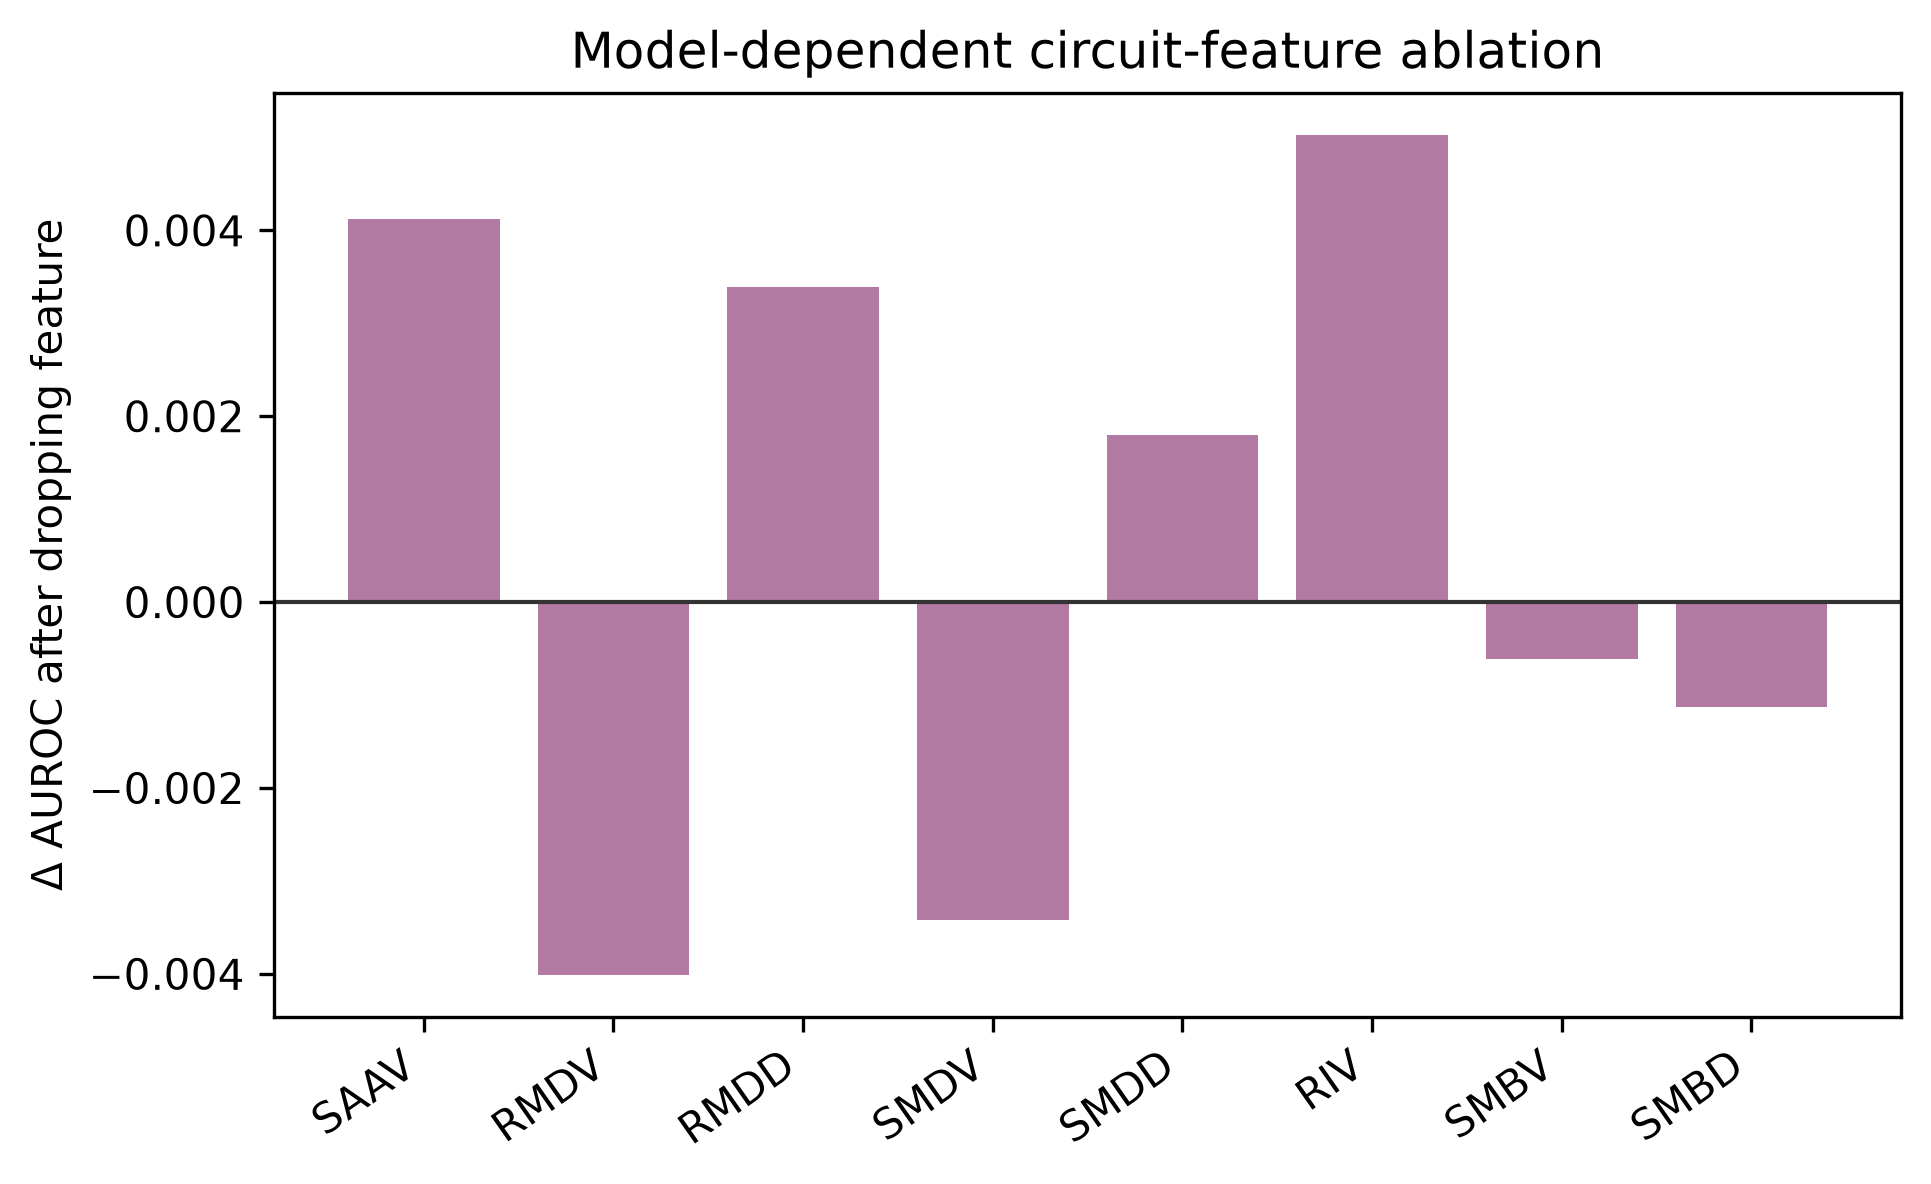 Model-dependent circuit-feature ablation
Δ AUROC after dropping feature
0.004
0.002
0.000
−0.002
−0.004
SAAV
RMDV
RMDD
SMDV
SMDD
RIV
SMBV
SMBD